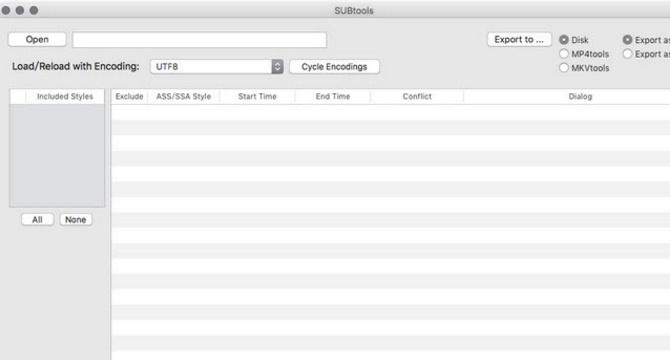 SUBtools
Open
Export to ...
Disk
Export as
MP4tools
Export as
MKVtools
Load/Reload with Encoding:
UTF8
Cycle Encodings
Included Styles
Exclude
ASS/SSA Style
Start Time
End Time
Conflict
Dialog
All
None